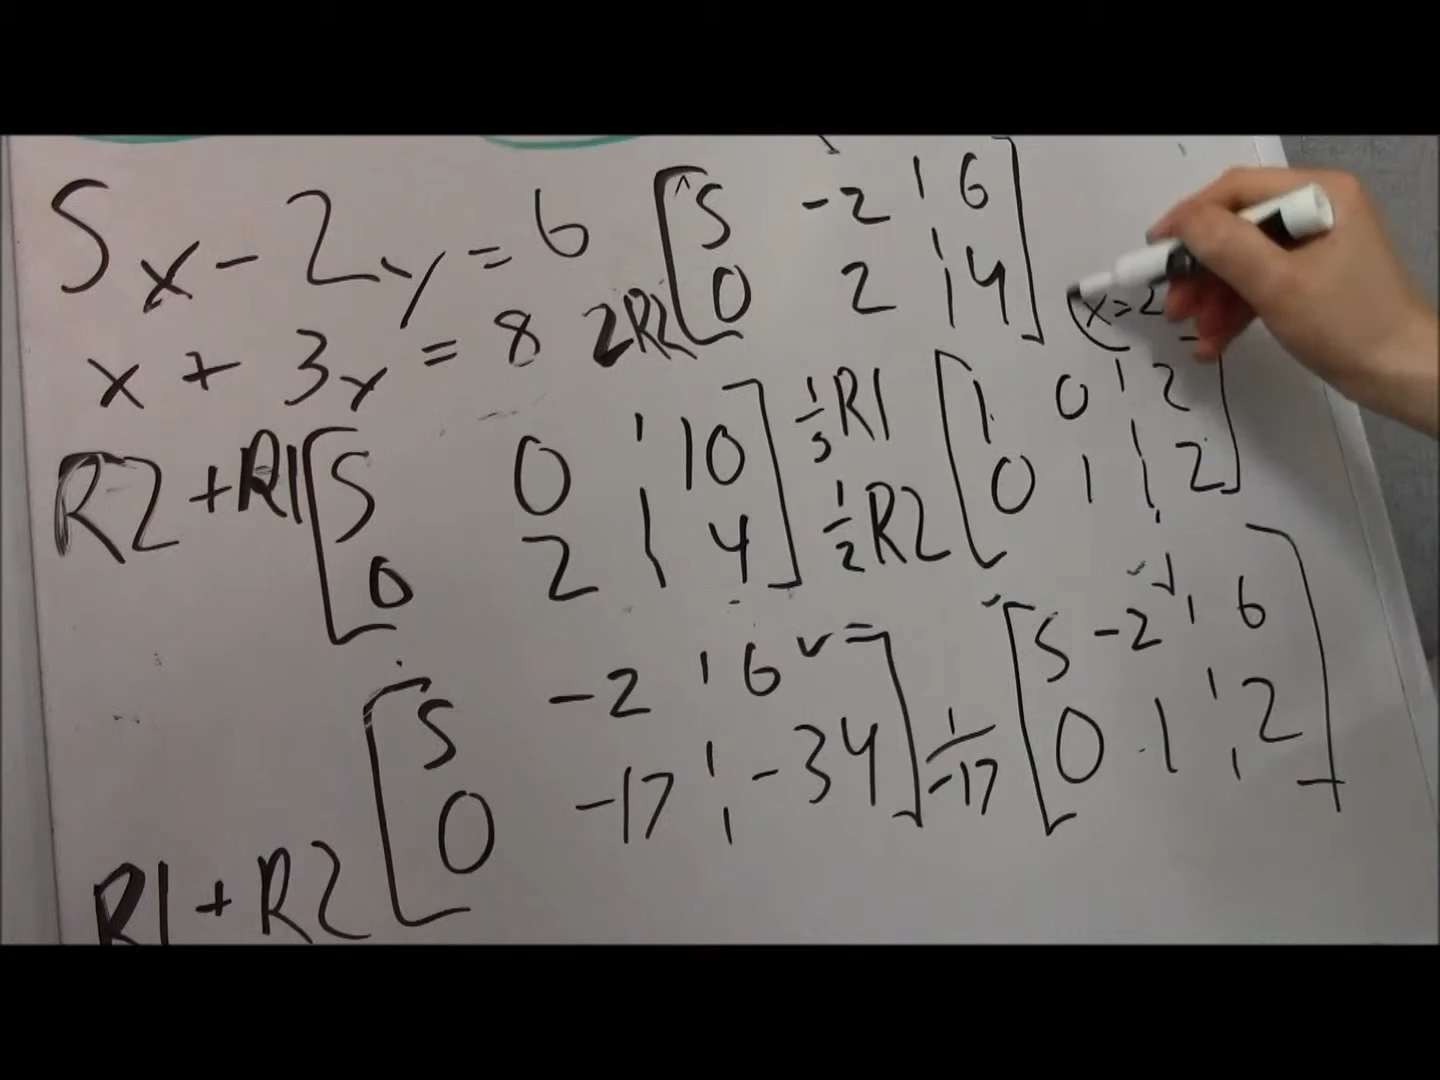 5x - 2y = 6
x + 3y = 8
2R2 [5 -2 | 6
0 2 | 4]
(x=2
R2 + R1 [5 0 | 10
0 2 | 4]
1/5 R1
1/2 R2
[1 0 | 2
0 1 | 2]
[5 -2 | 6
0 -17 | -34]
1/-17
[5 -2 | 6
0 1 | 2]
R1 + R2